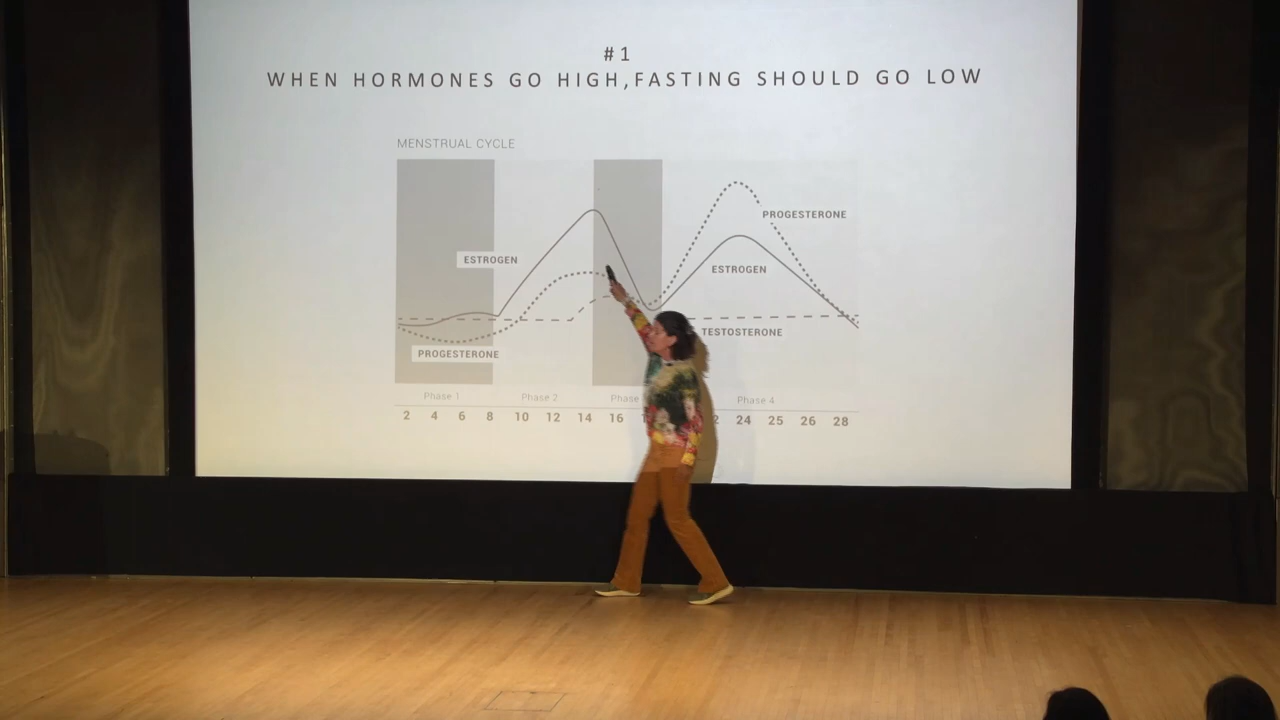 #1
WHEN HORMONES GO HIGH,FASTING SHOULD GO LOW
MENSTRUAL CYCLE
PROGESTERONE
ESTROGEN
ESTROGEN
TESTOSTERONE
PROGESTERONE
Phase 1 Phase 2 Phase Phase 4
2 4 6 8 10 12 14 16 24 25 26 28